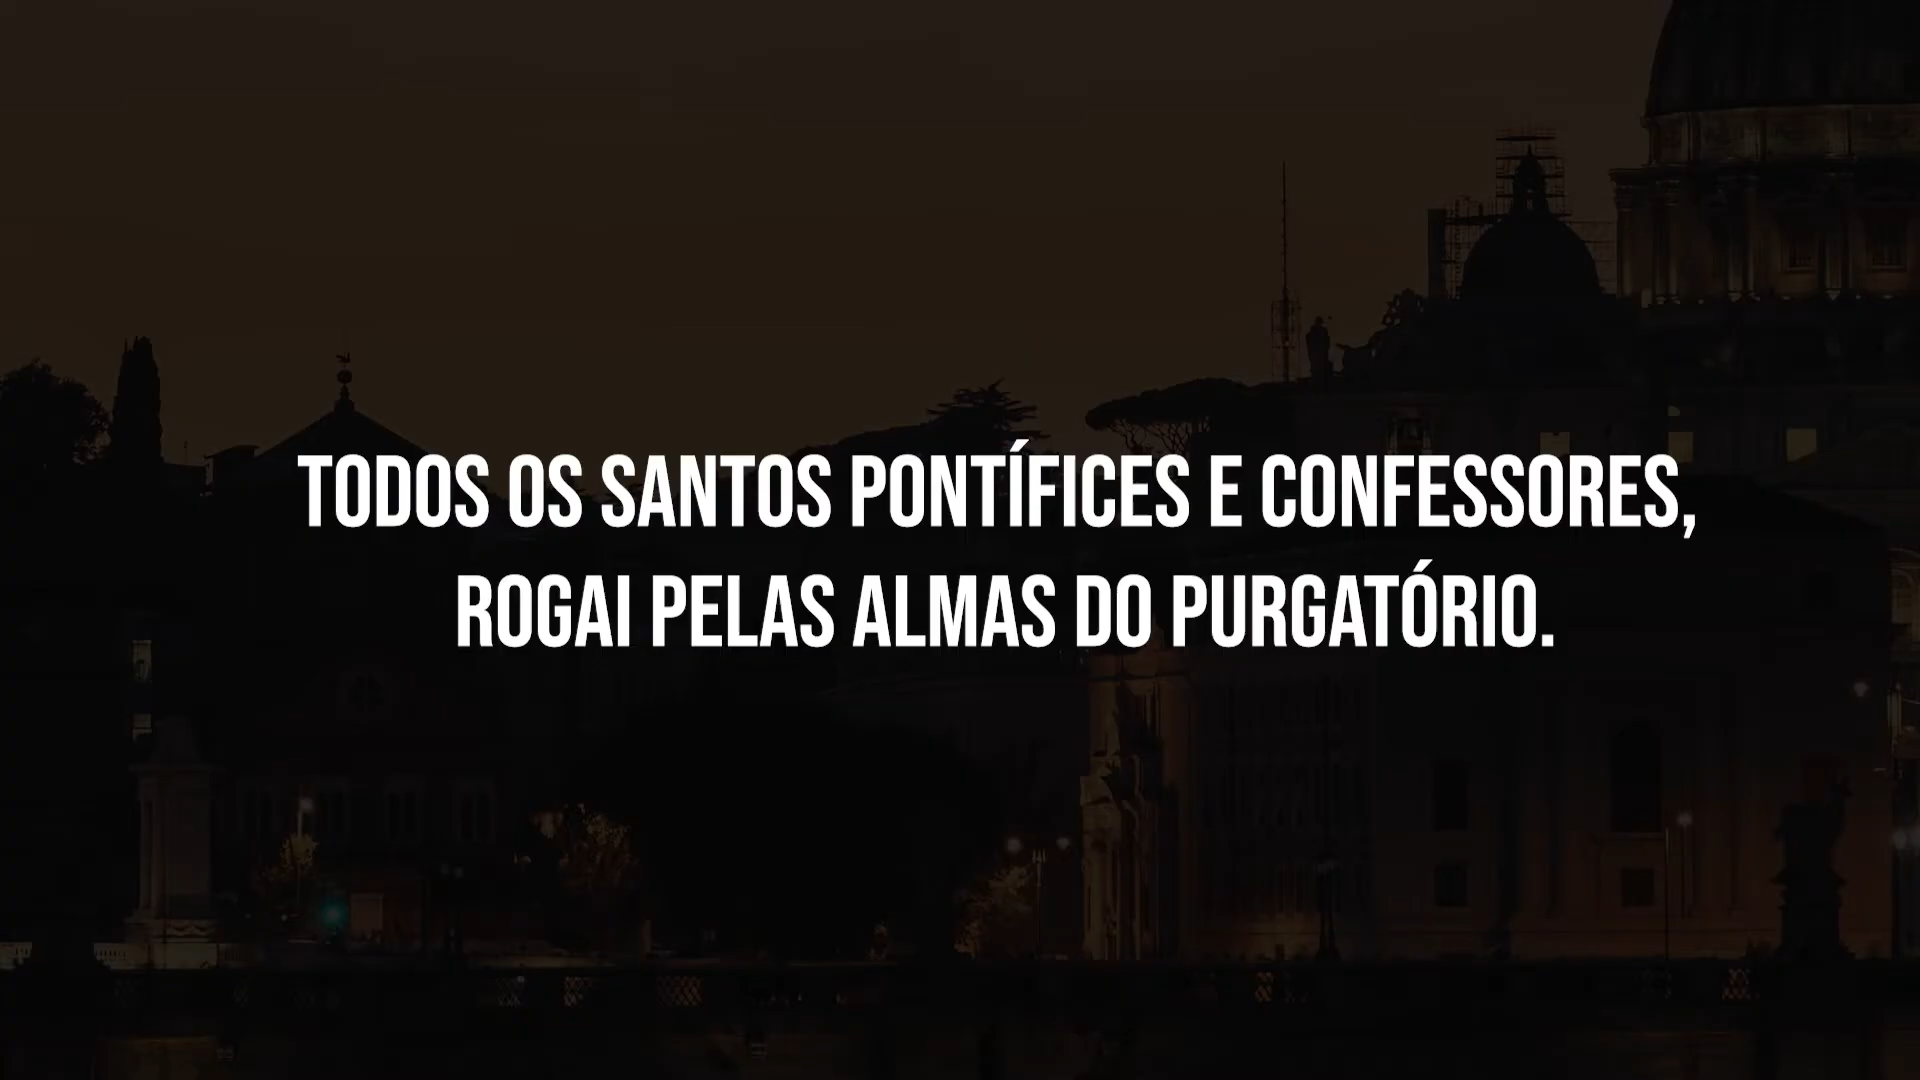 TODOS OS SANTOS PONTÍFICES E CONFESSORES,
ROGAI PELAS ALMAS DO PURGATÓRIO.